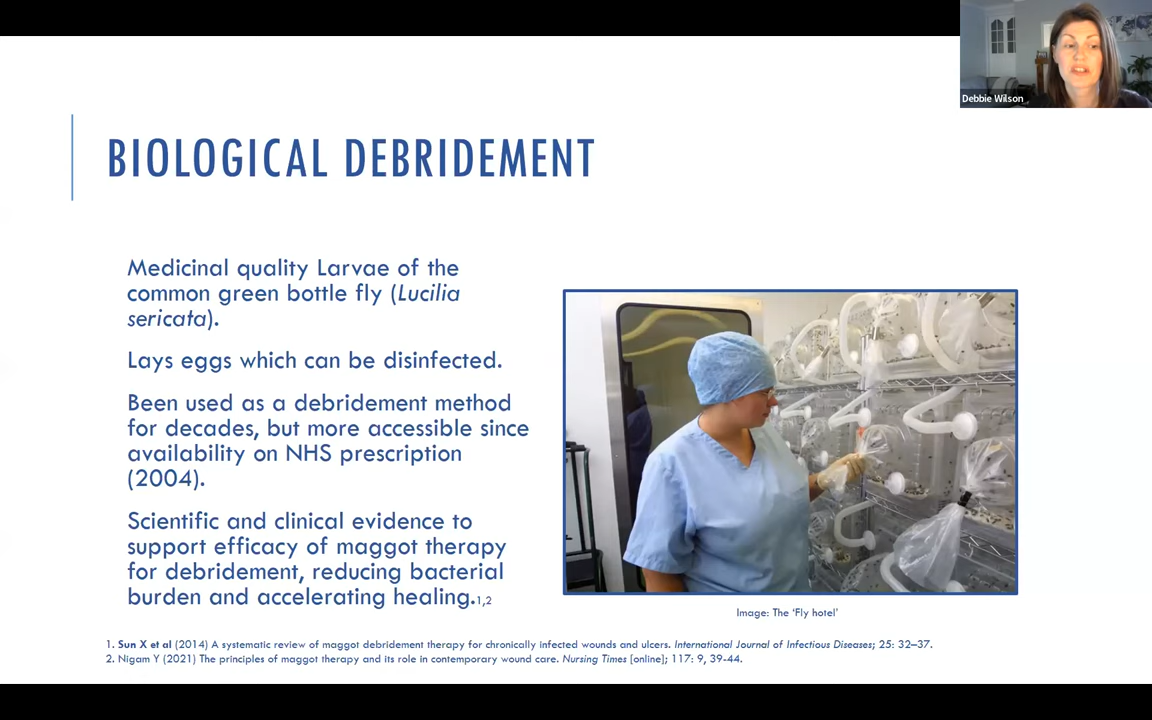 Debbie Wilson
BIOLOGICAL DEBRIDEMENT
Medicinal quality Larvae of the
common green bottle fly (Lucilia
sericata).
Lays eggs which can be disinfected.
Been used as a debridement method
for decades, but more accessible since
availability on NHS prescription
(2004).
Scientific and clinical evidence to
support efficacy of maggot therapy
for debridement, reducing bacterial
burden and accelerating healing.1,2
Image: The ‘Fly hotel’
1. Sun X et al (2014) A systematic review of maggot debridement therapy for chronically infected wounds and ulcers. International Journal of Infectious Diseases; 25: 32–37.
2. Nigam Y (2021) The principles of maggot therapy and its role in contemporary wound care. Nursing Times [online]; 117: 9, 39-44.